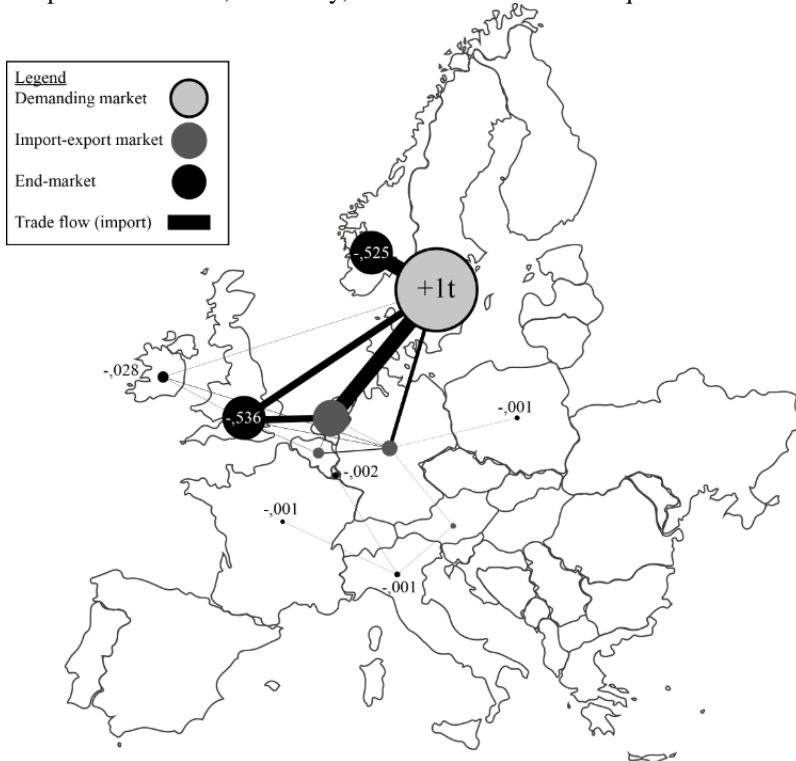 Legend
Demanding market
Import-export market
End-market
Trade flow (import)
-,525
+1t
-,028
-,536
-,001
-,002
-,001
-,001